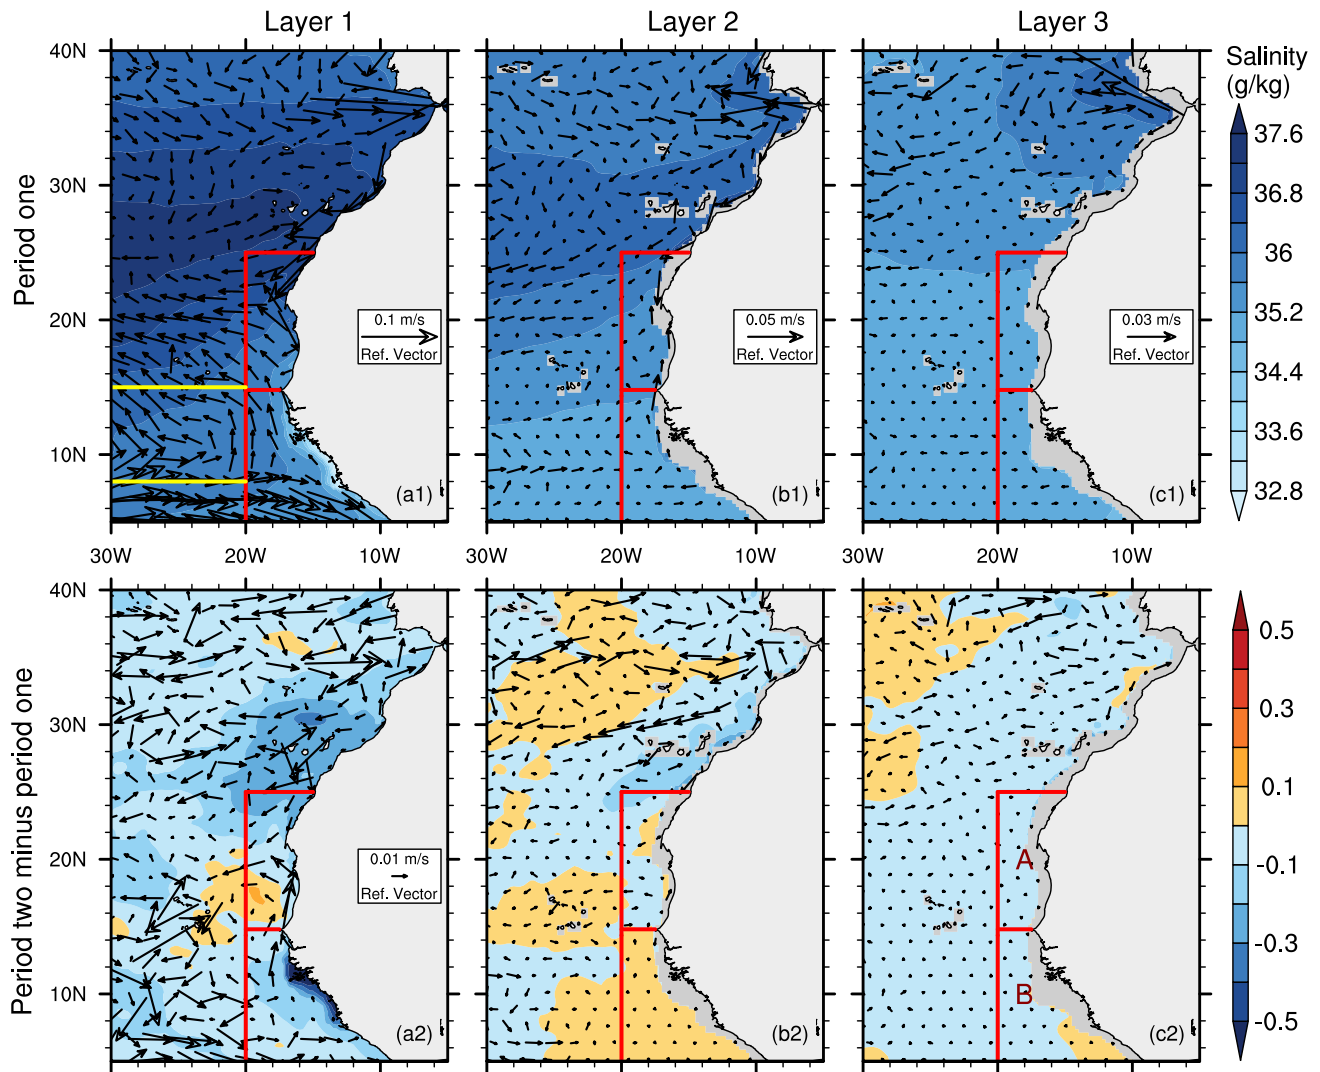 Layer 1
Layer 2
Layer 3
Period one
40N
30N
20N
10N
0.1 m/s
Ref. Vector
(a1)
0.05 m/s
Ref. Vector
(b1)
0.03 m/s
Ref. Vector
(c1)
Salinity
(g/kg)
37.6
36.8
36
35.2
34.4
33.6
32.8
30W
20W
10W
20W
10W
20W
10W
Period two minus period one
40N
30N
20N
10N
0.01 m/s
Ref. Vector
(a2)
(b2)
A
B
(c2)
0.5
0.3
0.1
-0.1
-0.3
-0.5
30W
20W
10W